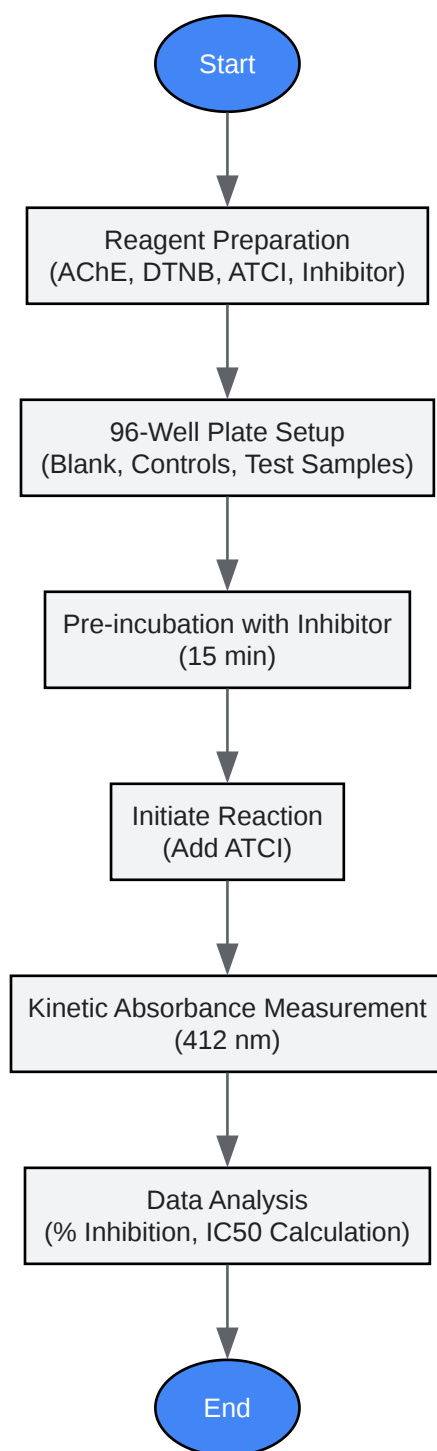 Start
Reagent Preparation
(AChE, DTNB, ATCI, Inhibitor)
96-Well Plate Setup
(Blank, Controls, Test Samples)
Pre-incubation with Inhibitor
(15 min)
Initiate Reaction
(Add ATCI)
Kinetic Absorbance Measurement
(412 nm)
Data Analysis
(% Inhibition, IC50 Calculation)
End